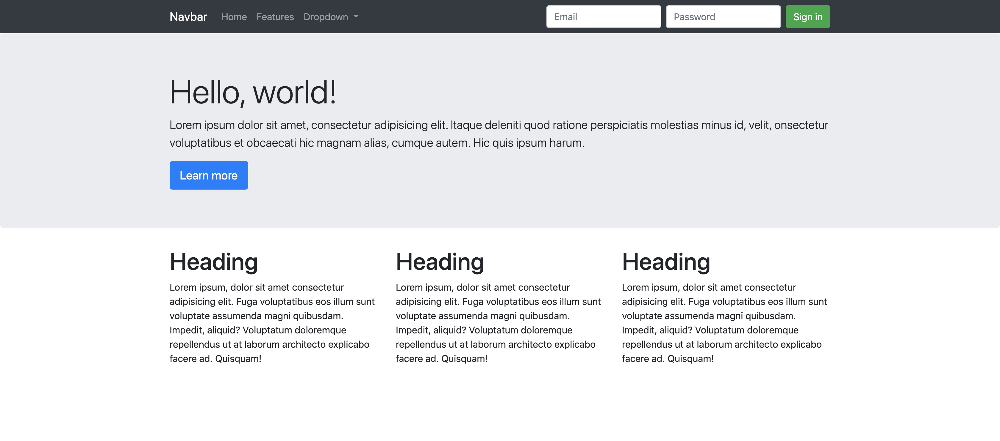 Navbar Home Features Dropdown Email Password Sign in
Hello, world!
Lorem ipsum dolor sit amet, consectetur adipisicing elit. Itaque deleniti quod ratione perspiciatis molestias minus id, velit, onsectetur
voluptatibus et obcaecati hic magnam alias, cumque autem. Hic quis ipsum harum.
Learn more
Heading
Lorem ipsum, dolor sit amet consectetur
adipisicing elit. Fuga voluptatibus eos illum sunt
voluptate assumenda magni quibusdam.
Impedit, aliquid? Voluptatum doloremque
repellendus ut at laborum architecto explicabo
facere ad. Quisquam!
Heading
Lorem ipsum, dolor sit amet consectetur
adipisicing elit. Fuga voluptatibus eos illum sunt
voluptate assumenda magni quibusdam.
Impedit, aliquid? Voluptatum doloremque
repellendus ut at laborum architecto explicabo
facere ad. Quisquam!
Heading
Lorem ipsum, dolor sit amet consectetur
adipisicing elit. Fuga voluptatibus eos illum sunt
voluptate assumenda magni quibusdam.
Impedit, aliquid? Voluptatum doloremque
repellendus ut at laborum architecto explicabo
facere ad. Quisquam!